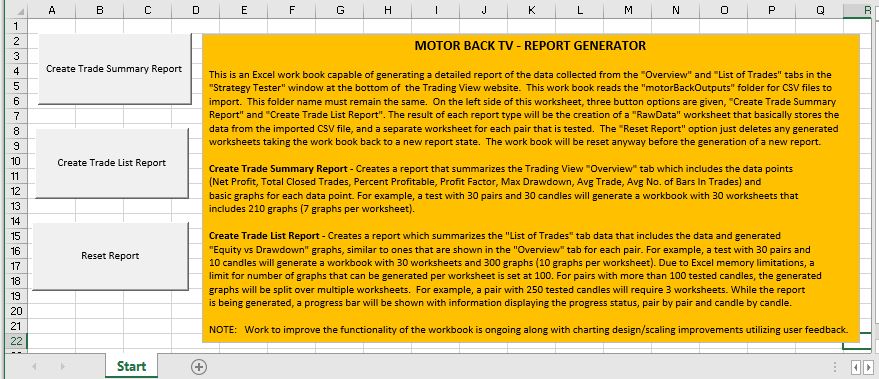 A B C D E F G H I J K L M N O P Q R
1
2
3
4
5
6
7
8
9
10
11
12
13
14
15
16
17
18
19
20
21
22
Create Trade Summary Report
Create Trade List Report
Reset Report
MOTOR BACK TV - REPORT GENERATOR
This is an Excel work book capable of generating a detailed report of the data collected from the "Overview" and "List of Trades" tabs in the
"Strategy Tester" window at the bottom of the Trading View website. This work book reads the "motorBackOutputs" folder for CSV files to
import. This folder name must remain the same. On the left side of this worksheet, three button options are given, "Create Trade Summary
Report" and "Create Trade List Report". The result of each report type will be the creation of a "RawData" worksheet that basically stores the
data from the imported CSV file, and a separate worksheet for each pair that is tested. The "Reset Report" option just deletes any generated
worksheets taking the work book back to a new report state. The work book will be reset anyway before the generation of a new report.
Create Trade Summary Report - Creates a report that summarizes the Trading View "Overview" tab which includes the data points
(Net Profit, Total Closed Trades, Percent Profitable, Profit Factor, Max Drawdown, Avg Trade, Avg No. of Bars In Trades) and
basic graphs for each data point. For example, a test with 30 pairs and 30 candles will generate a workbook with 30 worksheets that
includes 210 graphs (7 graphs per worksheet).
Create Trade List Report - Creates a report which summarizes the "List of Trades" tab data that includes the data and generated
"Equity vs Drawdown" graphs, similar to ones that are shown in the "Overview" tab for each pair. For example, a test with 30 pairs and
10 candles will generate a workbook with 30 worksheets and 300 graphs (10 graphs per worksheet). Due to Excel memory limitations, a
limit for number of graphs that can be generated per worksheet is set at 100. For pairs with more than 100 tested candles, the generated
graphs will be split over multiple worksheets. For example, a pair with 250 tested candles will require 3 worksheets. While the report
is being generated, a progress bar will be shown with information displaying the progress status, pair by pair and candle by candle.
NOTE: Work to improve the functionality of the workbook is ongoing along with charting design/scaling improvements utilizing user feedback.
Start